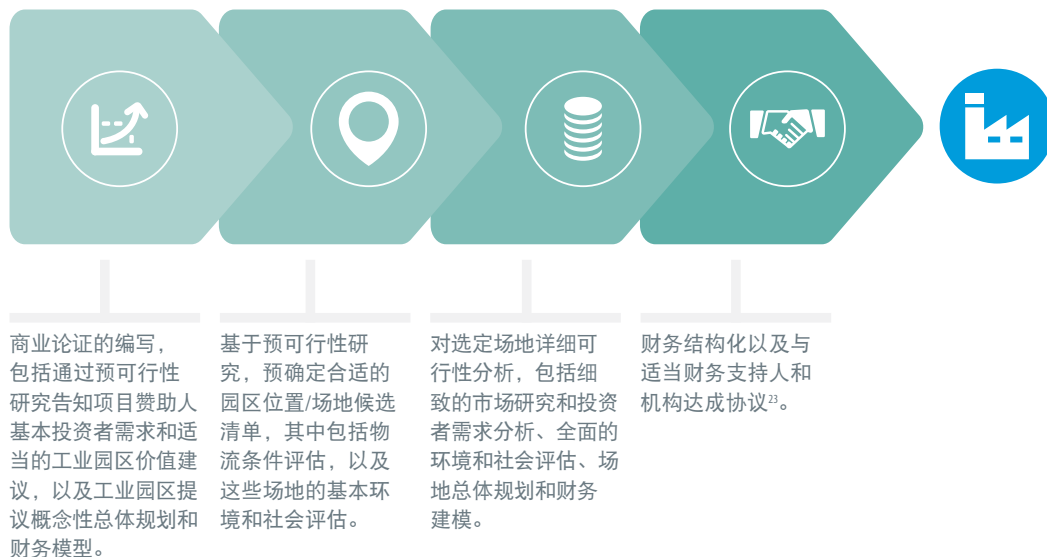 商业论证的编写，
包括通过预可行性
研究告知项目赞助人
基本投资者需求和适
当的工业园区价值建
议，以及工业园区提
议概念性总体规划和
财务模型。
基于预可行性研
究，预确定合适的
园区位置/场地候选
清单，其中包括物
流条件评估，以及
这些场地的基本环
境和社会评估。
对选定场地详细可
行性分析，包括细
致的市场研究和投资
者需求分析、全面的
环境和社会评估、场
地总体规划和财务
建模。
财务结构化以及与
适当财务支持人和
机构达成协议²³。